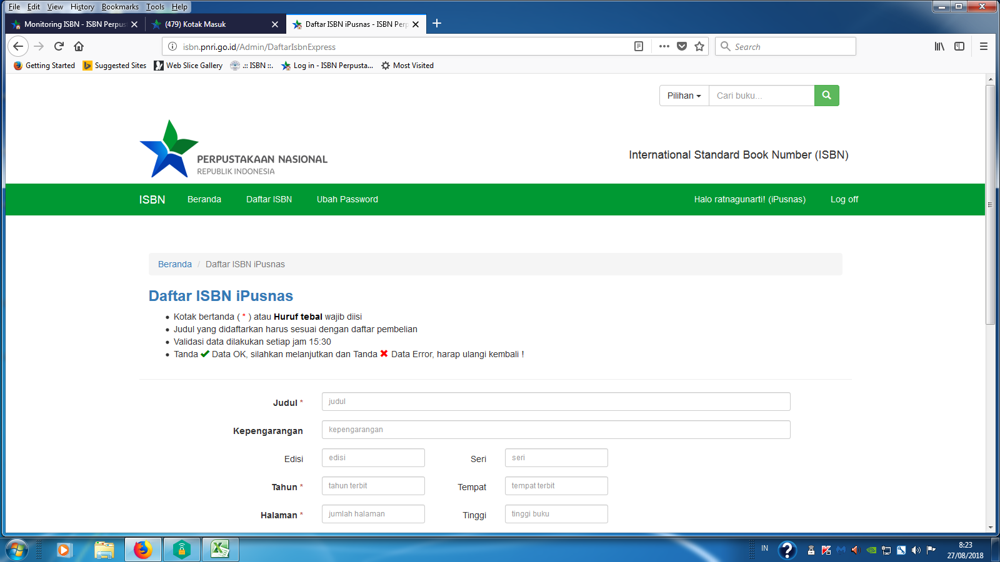 File Edit View History Bookmarks Tools Help
Monitoring ISBN - ISBN Perpus
(479) Kotak Masuk
Daftar ISBN iPusnas - ISBN Perp
isbn.pnri.go.id/Admin/DaftarIsbnExpress
Search
Getting Started Suggested Sites Web Slice Gallery .:: ISBN ::. Log in - ISBN Perpusta... Most Visited
Pilihan Cari buku...
PERPUSTAKAAN NASIONAL
REPUBLIK INDONESIA
International Standard Book Number (ISBN)
ISBN Beranda Daftar ISBN Ubah Password Halo ratnagunarti! (iPusnas) Log off
Beranda / Daftar ISBN iPusnas
Daftar ISBN iPusnas
• Kotak bertanda ( * ) atau Huruf tebal wajib diisi
• Judul yang didaftarkan harus sesuai dengan daftar pembelian
• Validasi data dilakukan setiap jam 15:30
• Tanda ✔ Data OK, silahkan melanjutkan dan Tanda ✖ Data Error, harap ulangi kembali !
Judul * judul
Kepengarangan kepengarangan
Edisi edisi Seri seri
Tahun * tahun terbit Tempat tempat terbit
Halaman * jumlah halaman Tinggi tinggi buku
IN
8:23
27/08/2018